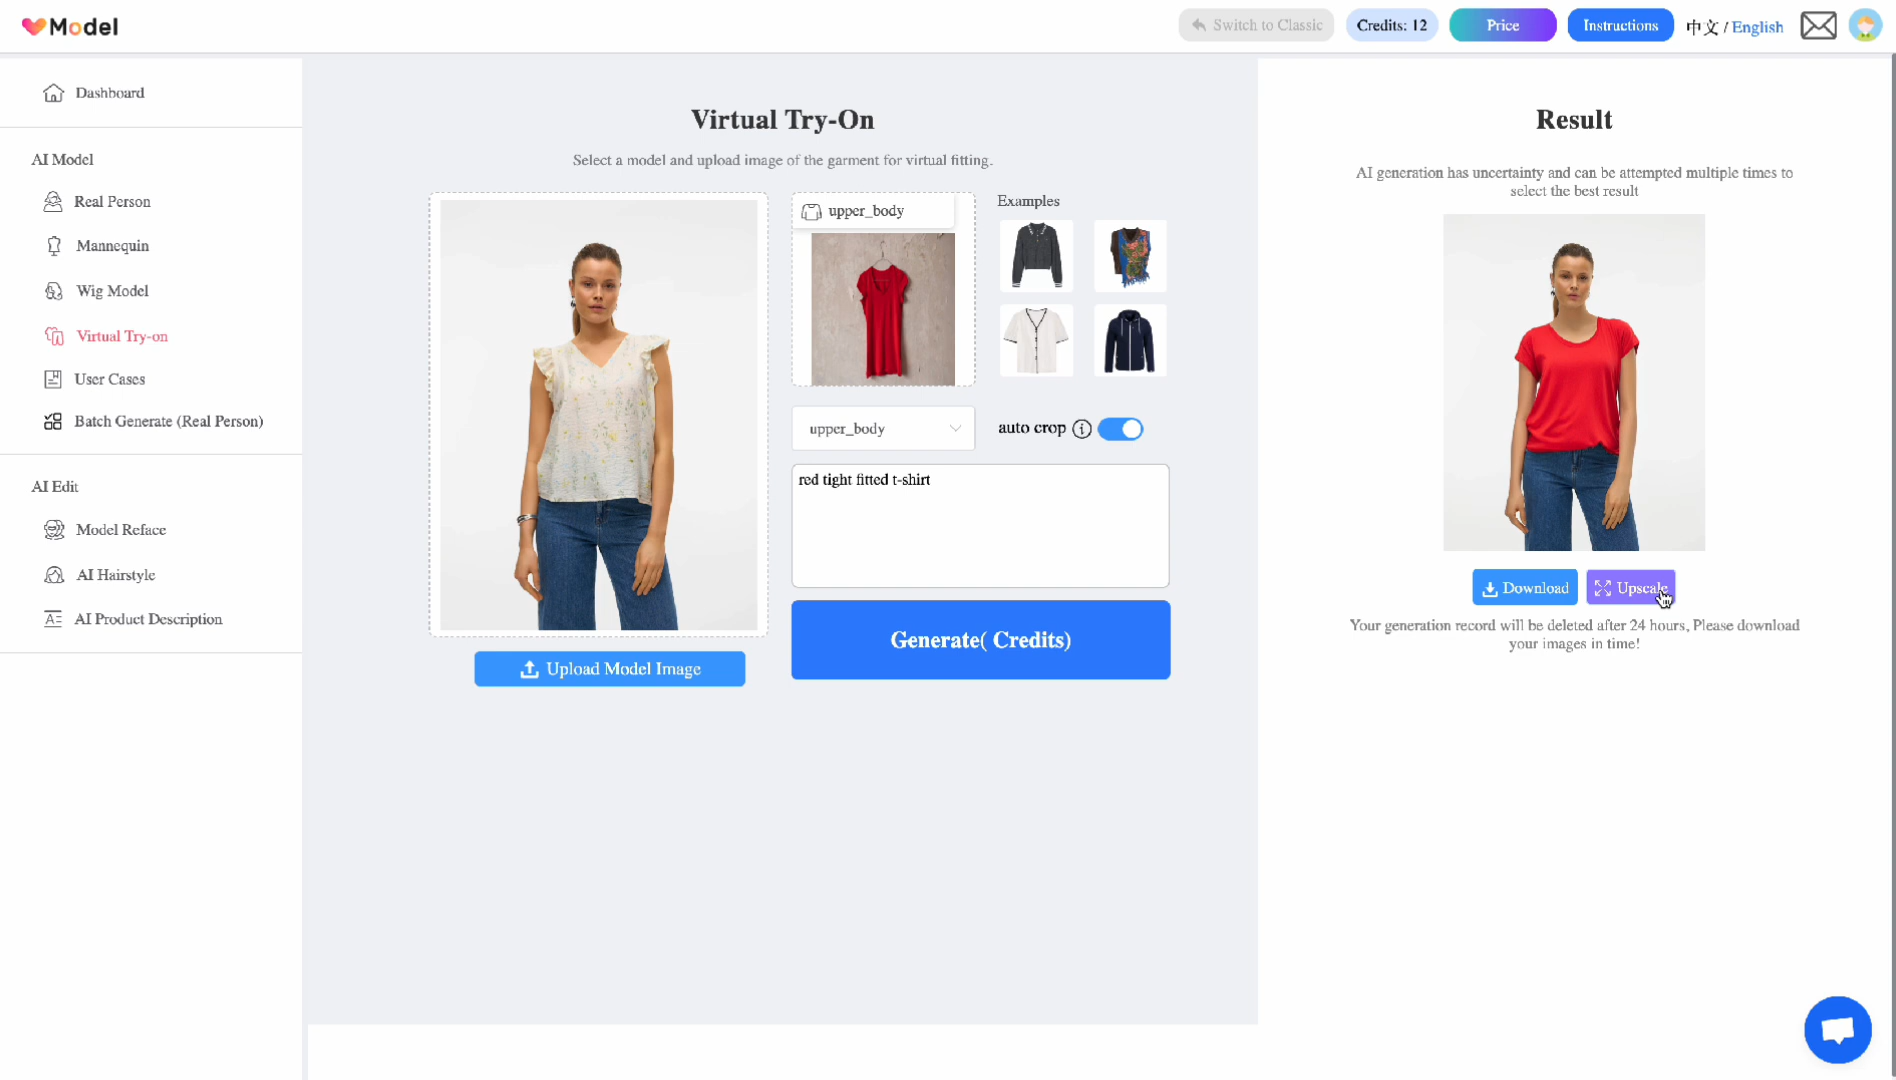 Model
Switch to Classic
Credits: 12
Price
Instructions
中文 / English
Dashboard
AI Model
Real Person
Mannequin
Wig Model
Virtual Try-on
User Cases
Batch Generate (Real Person)
AI Edit
Model Reface
AI Hairstyle
AI Product Description
Virtual Try-On
Select a model and upload image of the garment for virtual fitting.
upper_body
Examples
upper_body
auto crop
red tight fitted t-shirt
Generate( Credits)
Upload Model Image
Result
AI generation has uncertainty and can be attempted multiple times to
select the best result
Download
Upscale
Your generation record will be deleted after 24 hours, Please download
your images in time!